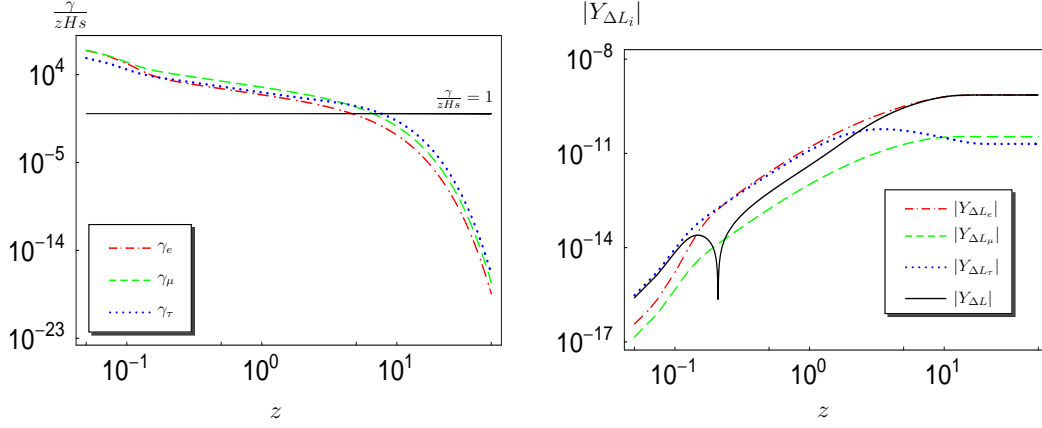 γ/zHs
10^4
10^-5
10^-14
10^-23
γ/zHs = 1
γ_e
γ_μ
γ_τ
10^-1 10^0 10^1
z
|Y_ΔL_i|
10^-8
10^-11
10^-14
10^-17
|Y_ΔL_e|
|Y_ΔL_μ|
|Y_ΔL_τ|
|Y_ΔL|
10^-1 10^0 10^1
z